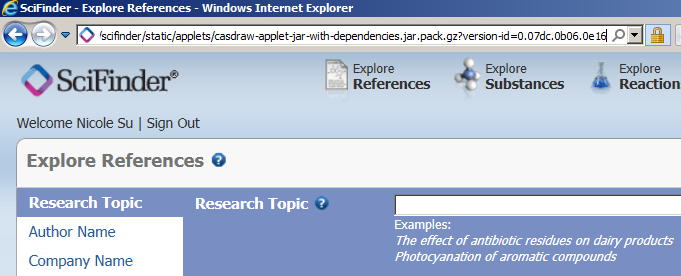 SciFinder - Explore References - Windows Internet Explorer
/scifinder/static/applets/casdraw-applet-jar-with-dependencies.jar.pack.gz?version-id=0.07dc.0b06.0e16
SciFinder®
Explore References
Explore Substances
Explore Reaction
Welcome Nicole Su | Sign Out
Explore References ?
Research Topic
Research Topic ?
Examples:
Author Name
The effect of antibiotic residues on dairy products
Photocyanation of aromatic compounds
Company Name